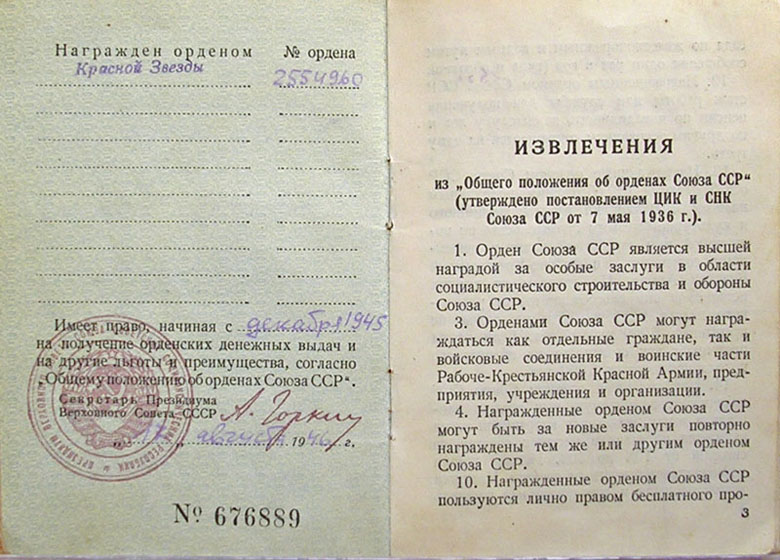 Награжден орденом
№ ордена
Красной Звезды
2554960
Имеет право, начиная с декабря 1945
на получение орденских денежных выдач и
на другие льготы и преимущества, согласно
„Общему положению об орденах Союза ССР“.
Секретарь Президиума
Верховного Совета СССР А. Горкин
августа 1946 г.
№ 676889
ИЗВЛЕЧЕНИЯ
из „Общего положения об орденах Союза ССР“
(утверждено постановлением ЦИК и СНК
Союза ССР от 7 мая 1936 г.).
1. Орден Союза ССР является высшей
наградой за особые заслуги в области
социалистического строительства и обороны
Союза ССР.
3. Орденами Союза ССР могут награ-
ждаться как отдельные граждане, так и
войсковые соединения и воинские части
Рабоче-Крестьянской Красной Армии, пред-
приятия, учреждения и организации.
4. Награжденные орденом Союза ССР
могут быть за новые заслуги повторно
награждены тем же или другим орденом
Союза ССР.
10. Награжденные орденом Союза ССР
пользуются лично правом бесплатного про-
3